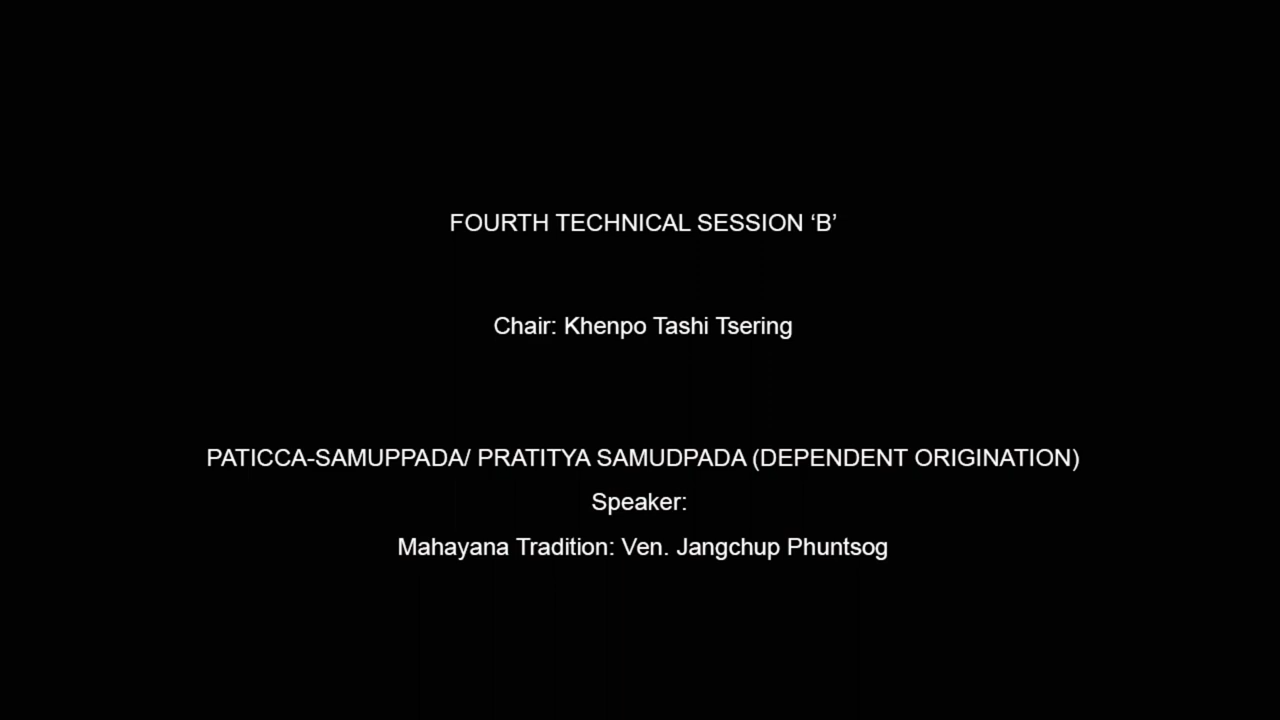 FOURTH TECHNICAL SESSION ‘B’
Chair: Khenpo Tashi Tsering
PATICCA-SAMUPPADA/ PRATITYA SAMUDPADA (DEPENDENT ORIGINATION)
Speaker:
Mahayana Tradition: Ven. Jangchup Phuntsog